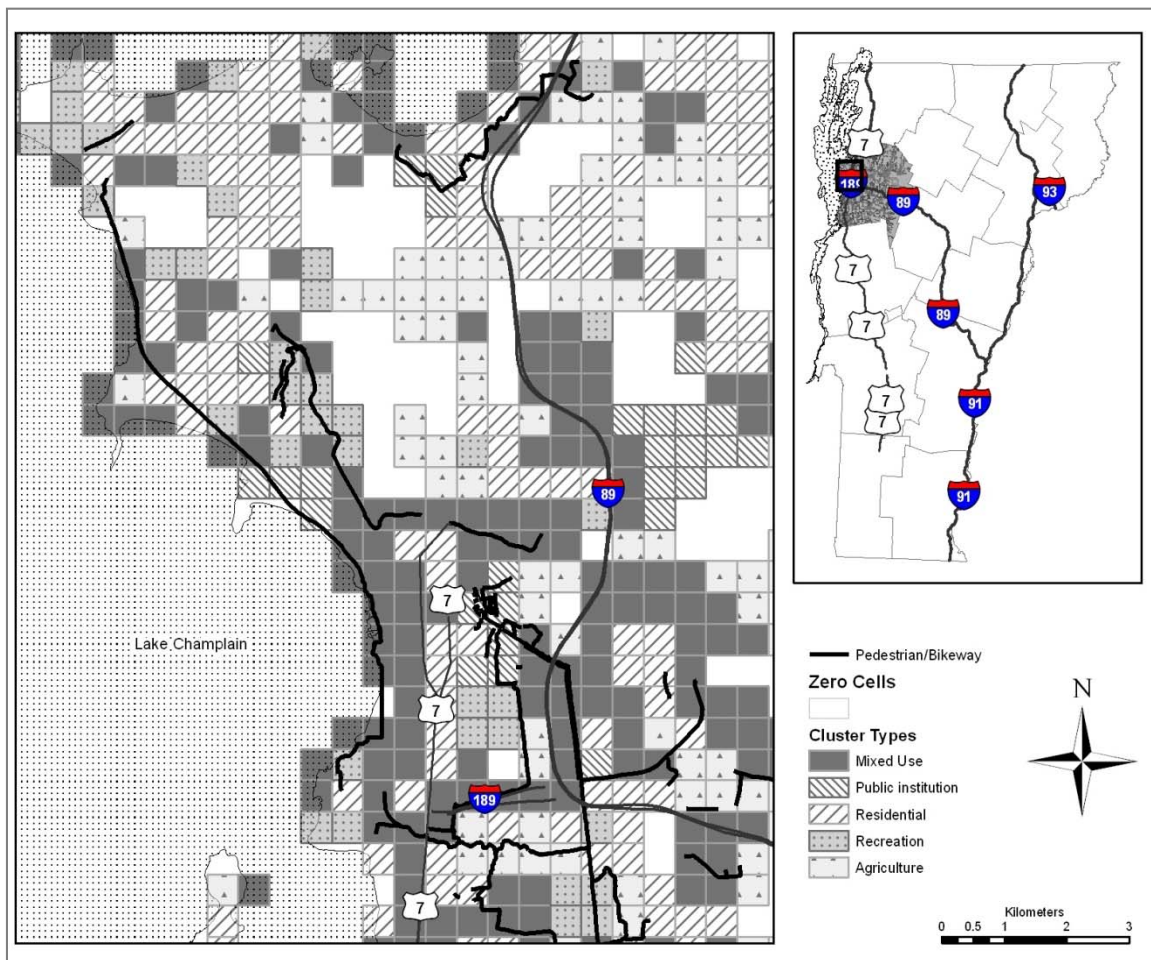 89
7
Lake Champlain
7
189
7
7
189
89
93
7
7
89
7
7
91
91
Pedestrian/Bikeway
Zero Cells
Cluster Types
Mixed Use
Public institution
Residential
Recreation
Agriculture
N
Kilometers
0 0.5 1 2 3